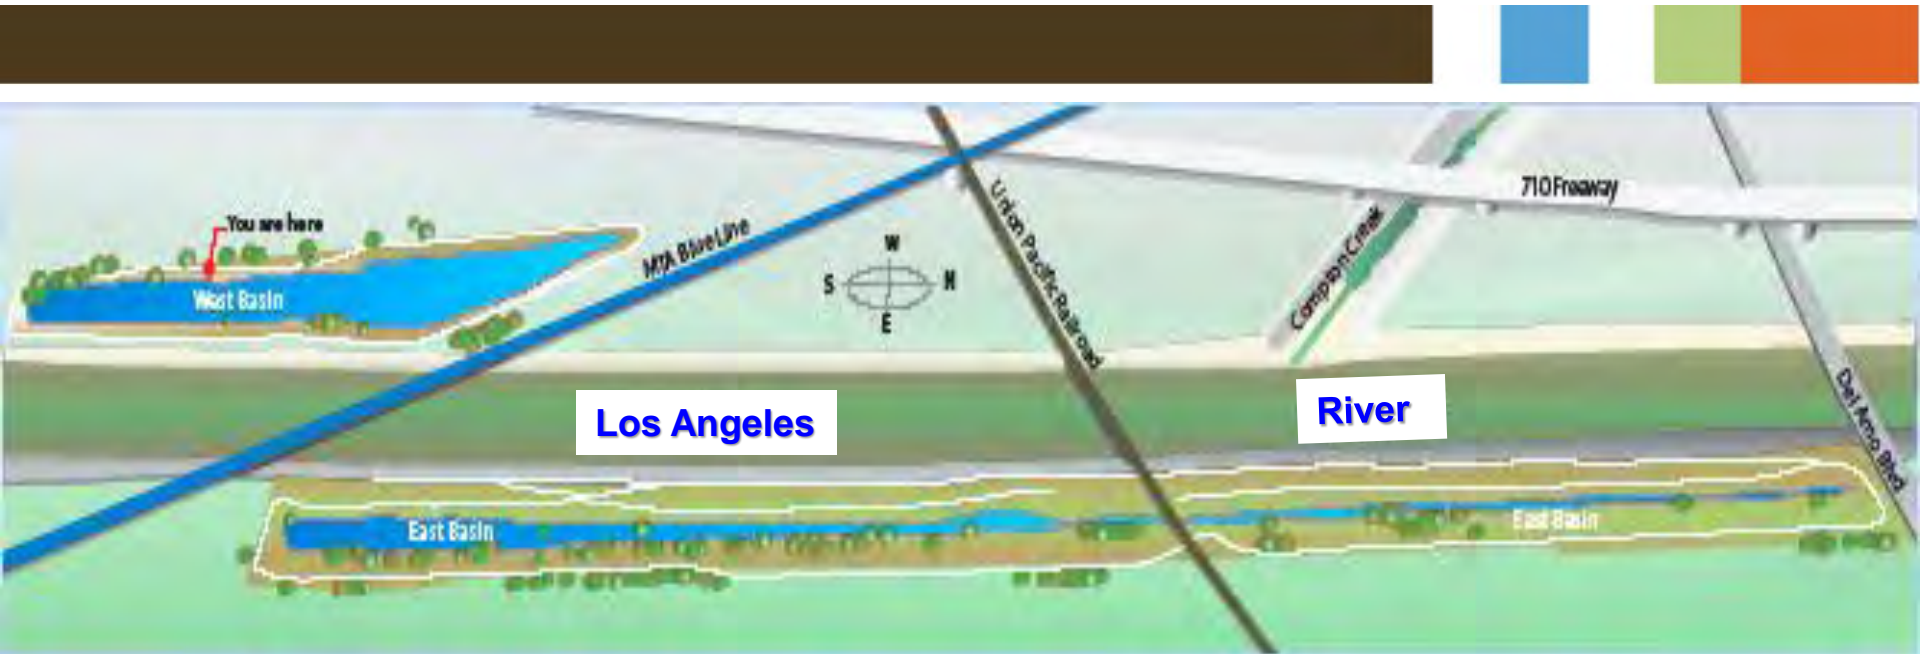 710 Freeway
You are here
MTA Blue Line
Union Pacific Railroad
Compton Creek
W
S
N
E
West Basin
Los Angeles
River
Del Amo Blvd
East Basin
East Basin